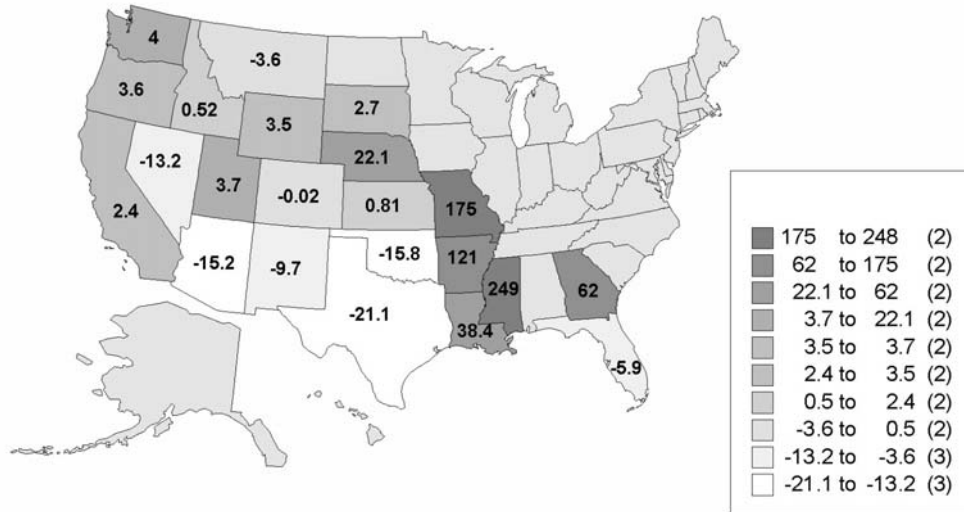 4
-3.6
3.6
0.52
2.7
3.5
22.1
-13.2
3.7
-0.02
0.81
175
2.4
-15.2
-9.7
-15.8
121
249
62
-21.1
38.4
-5.9
175 to 248 (2)
62 to 175 (2)
22.1 to 62 (2)
3.7 to 22.1 (2)
3.5 to 3.7 (2)
2.4 to 3.5 (2)
0.5 to 2.4 (2)
-3.6 to 0.5 (2)
-13.2 to -3.6 (3)
-21.1 to -13.2 (3)